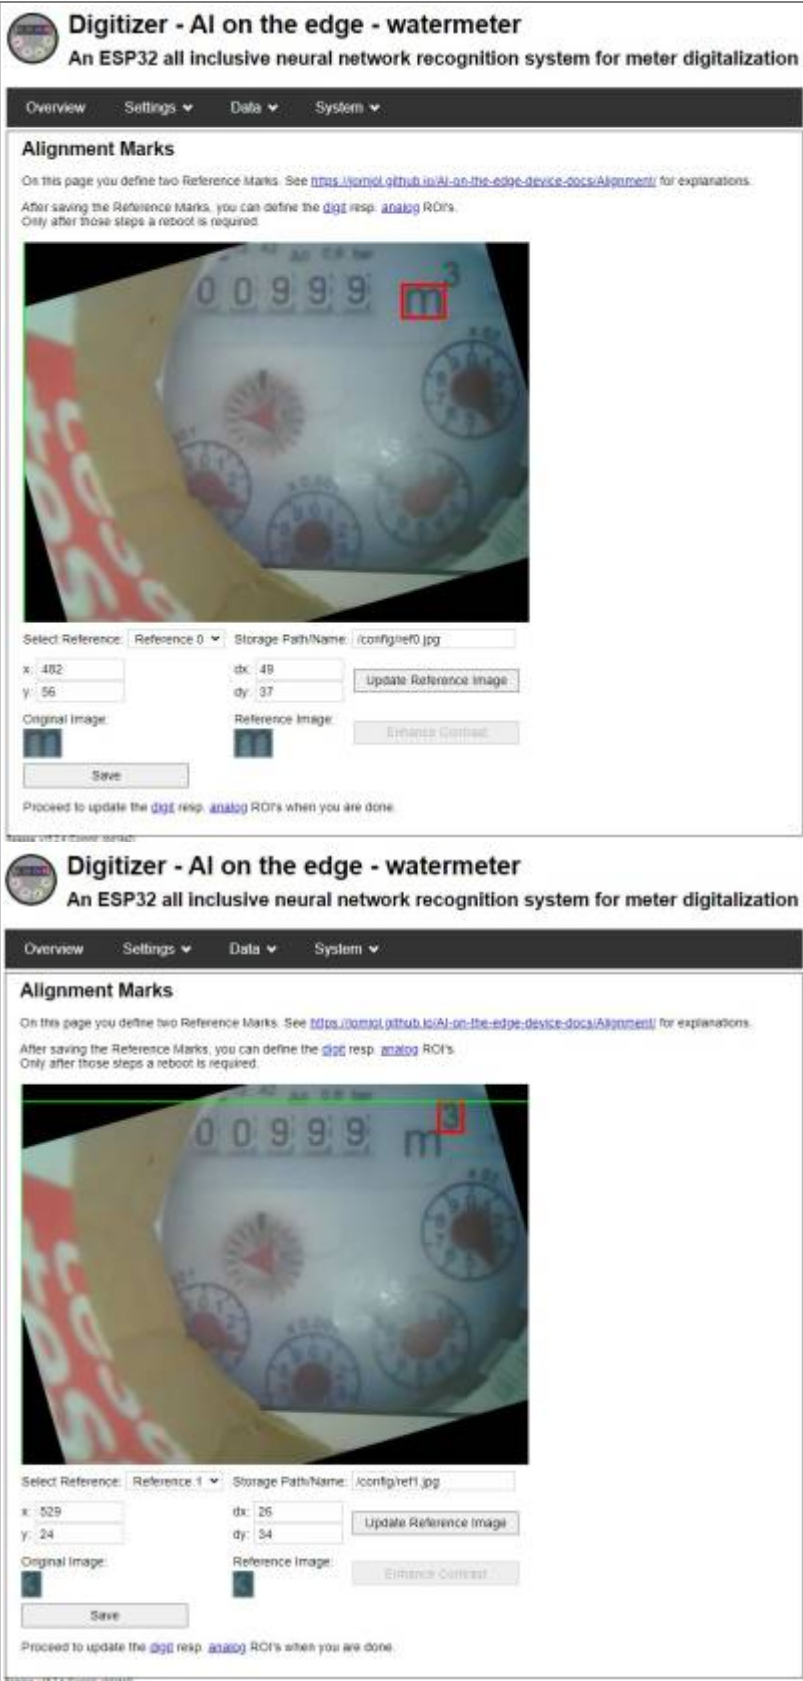 Digitizer - AI on the edge - watermeter
An ESP32 all inclusive neural network recognition system for meter digitalization
Overview Settings Data System
Alignment Marks
On this page you define two Reference Marks. See https://jomjol.github.io/AI-on-the-edge-device-docs/Alignment/ for explanations.
After saving the Reference Marks, you can define the digit resp. analog ROI's.
Only after those steps a reboot is required.
0 0 9 9 9 m3
Select Reference: Reference 0 Storage Path/Name: /config/ref0.jpg
x: 482 dx: 49
Update Reference Image
y: 56 dy: 37
Original Image: Reference Image:
m m
Enhance Contrast
Save
Proceed to update the digit resp. analog ROI's when you are done.
Digitizer - AI on the edge - watermeter
An ESP32 all inclusive neural network recognition system for meter digitalization
Overview Settings Data System
Alignment Marks
On this page you define two Reference Marks. See https://jomjol.github.io/AI-on-the-edge-device-docs/Alignment/ for explanations.
After saving the Reference Marks, you can define the digit resp. analog ROI's.
Only after those steps a reboot is required.
0 0 9 9 9 m3
Select Reference: Reference 1 Storage Path/Name: /config/ref1.jpg
x: 529 dx: 26
Update Reference Image
y: 24 dy: 34
Original Image: Reference Image:
3 3
Enhance Contrast
Save
Proceed to update the digit resp. analog ROI's when you are done.